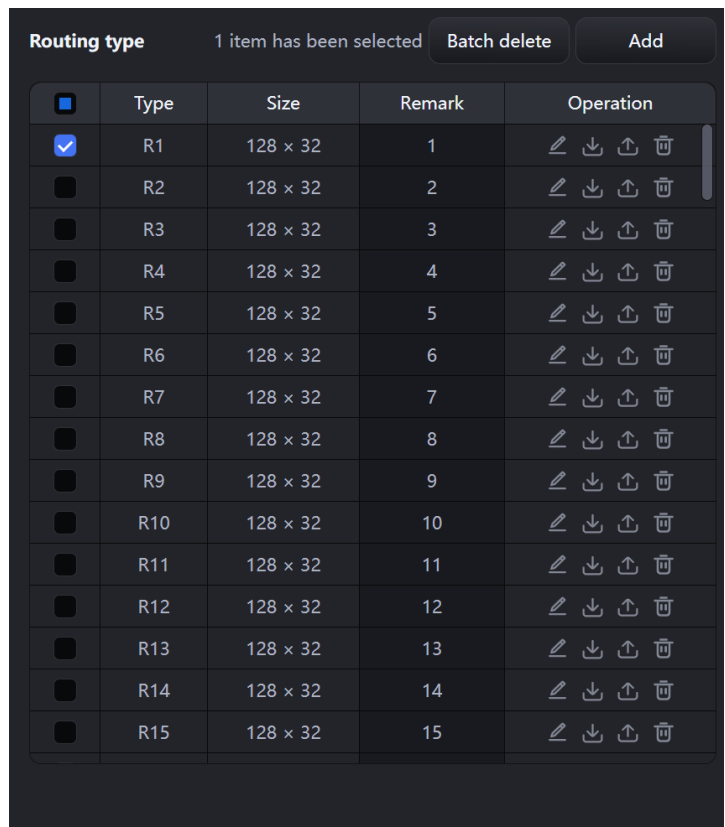 Routing type 1 item has been selected Batch delete Add
Type Size Remark Operation
R1 128 × 32 1
R2 128 × 32 2
R3 128 × 32 3
R4 128 × 32 4
R5 128 × 32 5
R6 128 × 32 6
R7 128 × 32 7
R8 128 × 32 8
R9 128 × 32 9
R10 128 × 32 10
R11 128 × 32 11
R12 128 × 32 12
R13 128 × 32 13
R14 128 × 32 14
R15 128 × 32 15